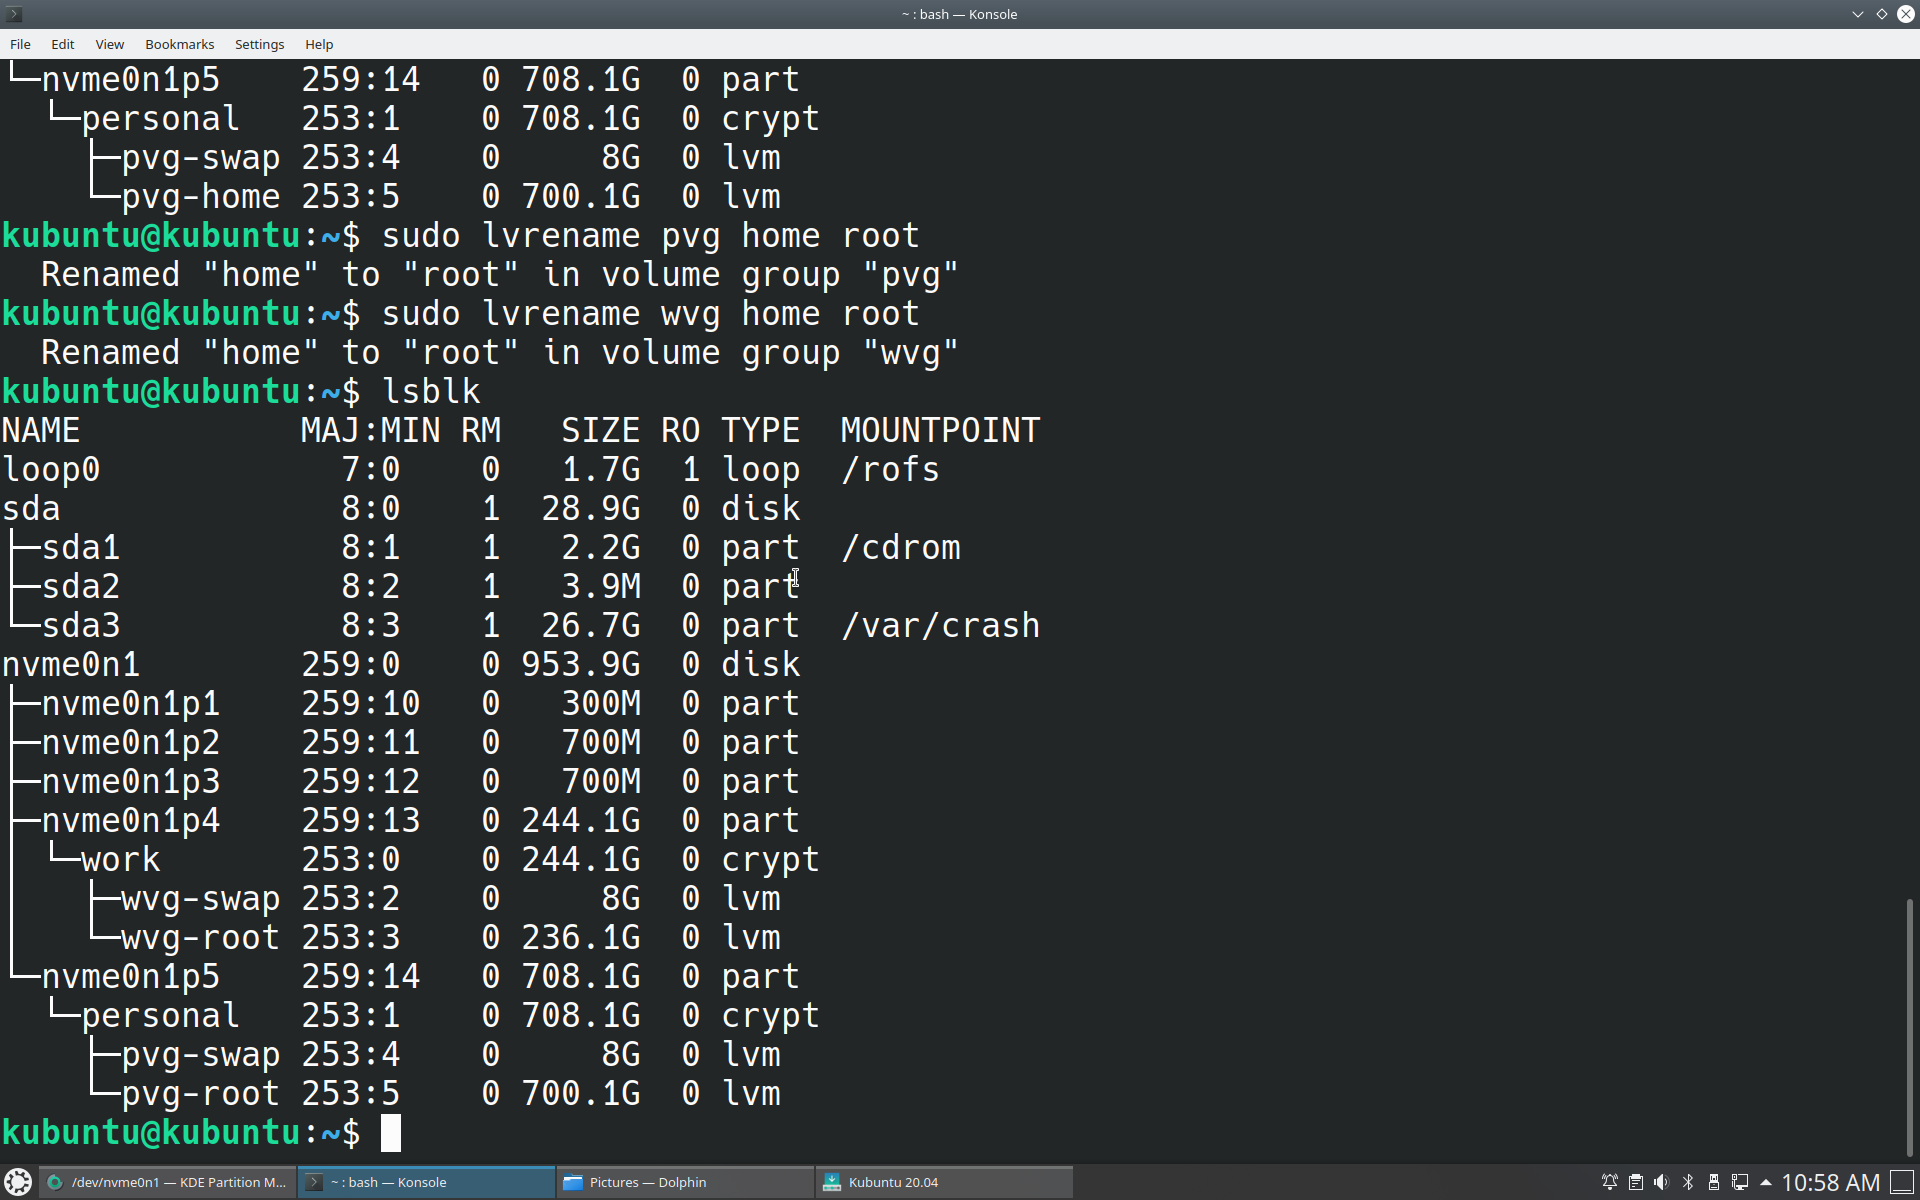 ~ : bash — Konsole
File Edit View Bookmarks Settings Help
└─nvme0n1p5 259:14 0 708.1G 0 part
└─personal 253:1 0 708.1G 0 crypt
├─pvg-swap 253:4 0 8G 0 lvm
└─pvg-home 253:5 0 700.1G 0 lvm
kubuntu@kubuntu:~$ sudo lvrename pvg home root
Renamed "home" to "root" in volume group "pvg"
kubuntu@kubuntu:~$ sudo lvrename wvg home root
Renamed "home" to "root" in volume group "wvg"
kubuntu@kubuntu:~$ lsblk
NAME MAJ:MIN RM SIZE RO TYPE MOUNTPOINT
loop0 7:0 0 1.7G 1 loop /rofs
sda 8:0 1 28.9G 0 disk
├─sda1 8:1 1 2.2G 0 part /cdrom
├─sda2 8:2 1 3.9M 0 part
└─sda3 8:3 1 26.7G 0 part /var/crash
nvme0n1 259:0 0 953.9G 0 disk
├─nvme0n1p1 259:10 0 300M 0 part
├─nvme0n1p2 259:11 0 700M 0 part
├─nvme0n1p3 259:12 0 700M 0 part
├─nvme0n1p4 259:13 0 244.1G 0 part
│ └─work 253:0 0 244.1G 0 crypt
│ ├─wvg-swap 253:2 0 8G 0 lvm
│ └─wvg-root 253:3 0 236.1G 0 lvm
└─nvme0n1p5 259:14 0 708.1G 0 part
└─personal 253:1 0 708.1G 0 crypt
├─pvg-swap 253:4 0 8G 0 lvm
└─pvg-root 253:5 0 700.1G 0 lvm
kubuntu@kubuntu:~$
/dev/nvme0n1 — KDE Partition M... ~ : bash — Konsole Pictures — Dolphin Kubuntu 20.04 10:58 AM